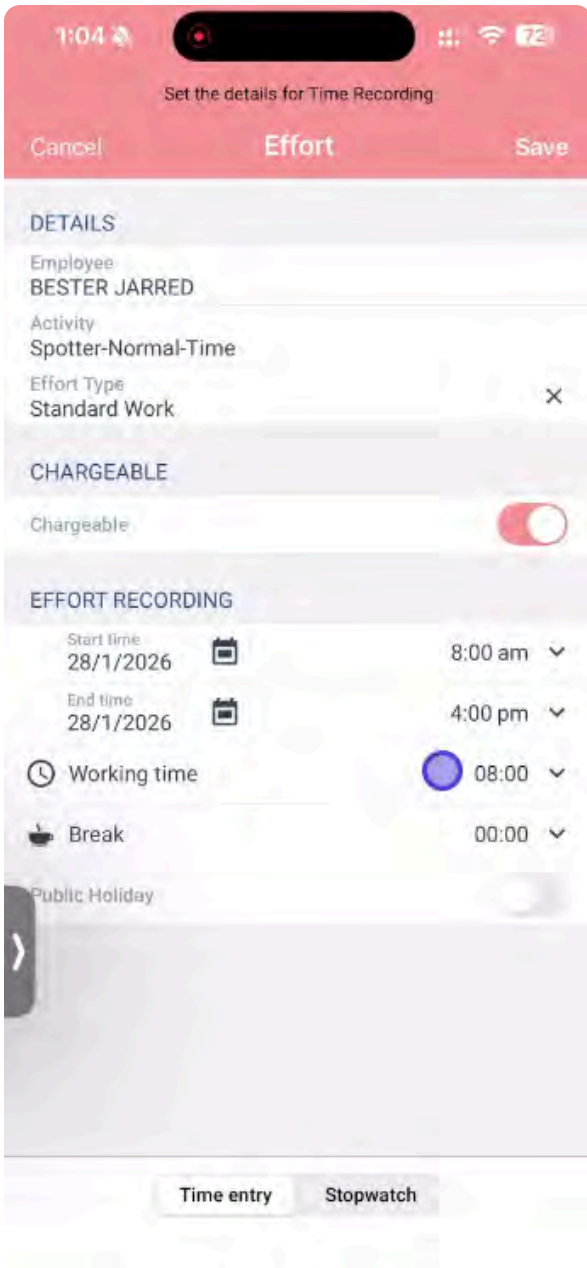 1:04
72
Set the details for Time Recording
Cancel Effort Save
DETAILS
Employee
BESTER JARRED
Activity
Spotter-Normal-Time
Effort Type
Standard Work
CHARGEABLE
Chargeable
EFFORT RECORDING
Start time
28/1/2026 8:00 am
End time
28/1/2026 4:00 pm
Working time 08:00
Break 00:00
Public Holiday
Time entry Stopwatch